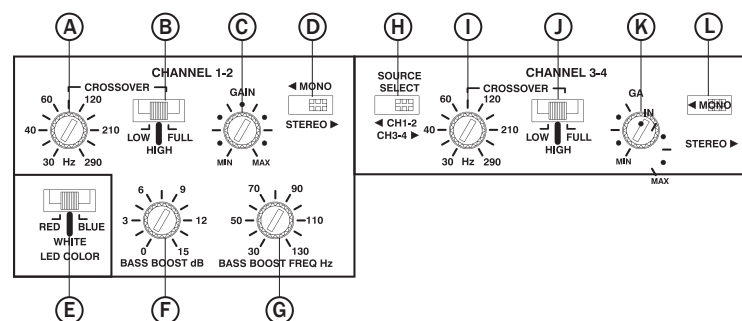 A B C D H I J K L
CHANNEL 1-2
CROSSOVER
60 120
40 210
30 Hz 290
LOW FULL
HIGH
GAIN
MIN MAX
◀ MONO
STEREO ▶
RED BLUE
WHITE
LED COLOR
6 9
3 12
0 15
BASS BOOST dB
70 90
50 110
30 130
BASS BOOST FREQ Hz
E F G
CHANNEL 3-4
SOURCE
SELECT
◀ CH1-2
CH3-4 ▶
CROSSOVER
60 120
40 210
30 Hz 290
LOW FULL
HIGH
GA
IN
MIN
MAX
◀ MONO
STEREO ▶